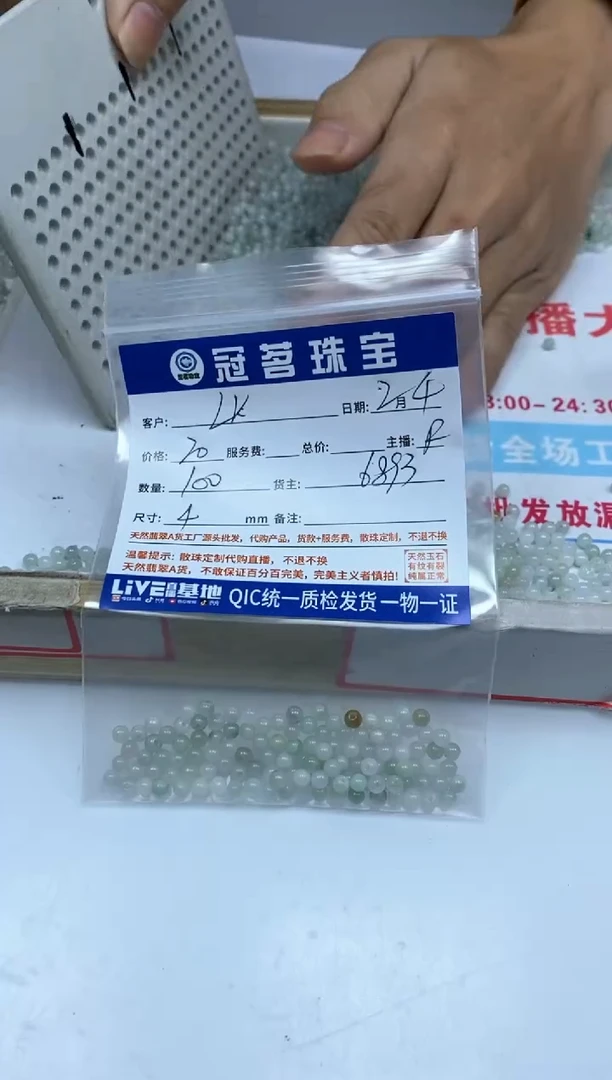 冠茗珠宝
客户: LK 日期: 2月4
价格: 20 服务费: 总价: 主播: R
数量: 100 货主: 6893
尺寸: 4 mm 备注:
天然翡翠A货工厂源头批发，代购产品，货款+服务费，散珠定制，不退不换
温馨提示: 散珠定制代购直播，不退不换
天然翡翠A货，不敢保证百分百完美，完美主义者慎拍!
天然玉石
有纹有裂
纯属正常
LiVE直播基地 QIC统一质检发货 一物一证
播大
:00-24:30
全场工
批发放漏